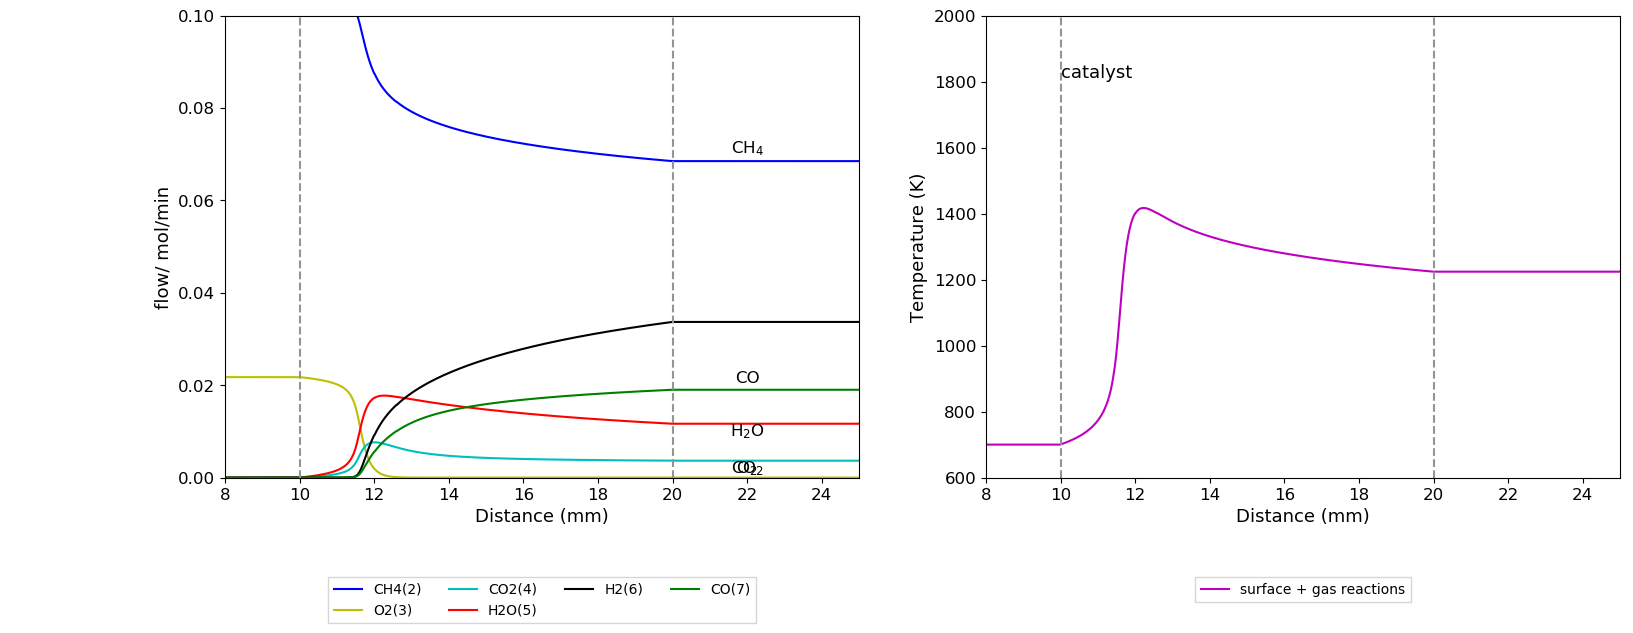 0.10
0.08
0.06
0.04
0.02
0.00
flow/ mol/min
CH₄
CO
H₂O
CO₂
O₂
8 10 12 14 16 18 20 22 24
Distance (mm)
CH4(2) CO2(4) H2(6) CO(7)
O2(3) H2O(5)
2000
1800
1600
1400
1200
1000
800
600
Temperature (K)
catalyst
8 10 12 14 16 18 20 22 24
Distance (mm)
surface + gas reactions